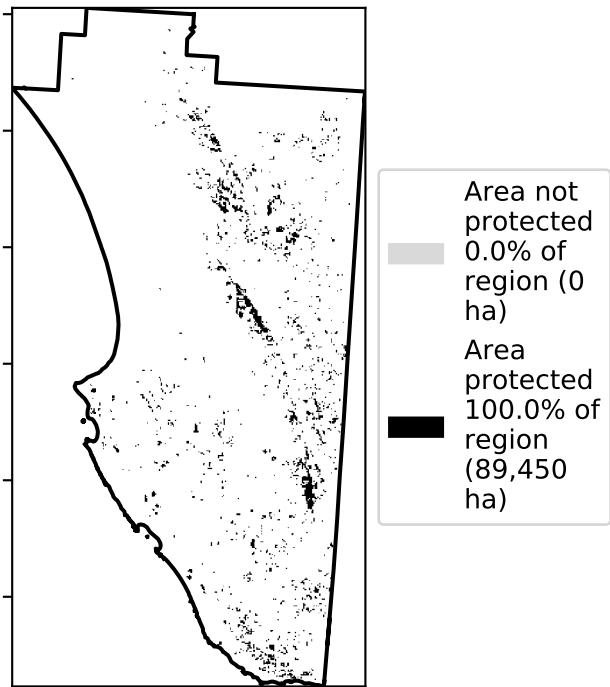 Area not
protected
0.0% of
region (0
ha)
Area
protected
100.0% of
region
(89,450
ha)